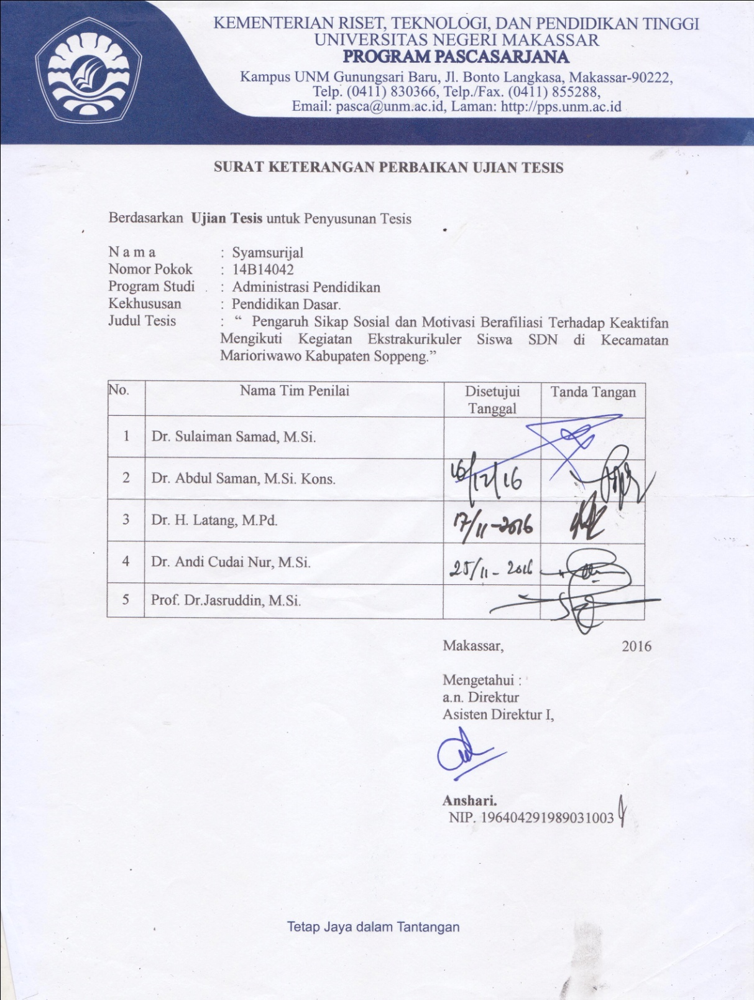 KEMENTERIAN RISET, TEKNOLOGI, DAN PENDIDIKAN TINGGI
UNIVERSITAS NEGERI MAKASSAR
PROGRAM PASCASARJANA
Kampus UNM Gunungsari Baru, Jl. Bonto Langkasa, Makassar-90222,
Telp. (0411) 830366, Telp./Fax. (0411) 855288,
Email: pasca@unm.ac.id, Laman: http://pps.unm.ac.id
SURAT KETERANGAN PERBAIKAN UJIAN TESIS
Berdasarkan Ujian Tesis untuk Penyusunan Tesis
N a m a : Syamsurijal
Nomor Pokok : 14B14042
Program Studi : Administrasi Pendidikan
Kekhususan : Pendidikan Dasar.
Judul Tesis : “ Pengaruh Sikap Sosial dan Motivasi Berafiliasi Terhadap Keaktifan
Mengikuti Kegiatan Ekstrakurikuler Siswa SDN di Kecamatan
Marioriwawo Kabupaten Soppeng.”
No. Nama Tim Penilai Disetujui Tanggal Tanda Tangan
1 Dr. Sulaiman Samad, M.Si.
2 Dr. Abdul Saman, M.Si. Kons. 16/12/16
3 Dr. H. Latang, M.Pd. 17/11-2016
4 Dr. Andi Cudai Nur, M.Si. 25/11-2016
5 Prof. Dr.Jasruddin, M.Si.
Makassar, 2016
Mengetahui :
a.n. Direktur
Asisten Direktur I,
Anshari.
NIP. 196404291989031003
Tetap Jaya dalam Tantangan